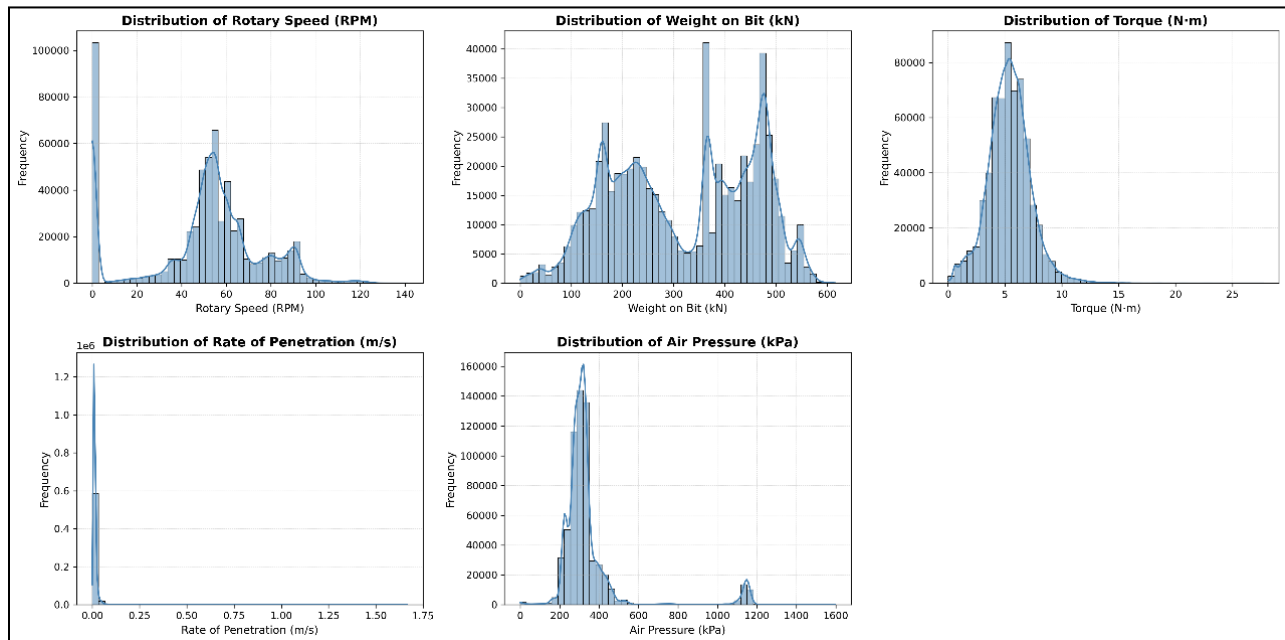 Distribution of Rotary Speed (RPM)
100000
80000
60000
40000
20000
0
Frequency
0 20 40 60 80 100 120 140
Rotary Speed (RPM)
Distribution of Weight on Bit (kN)
40000
35000
30000
25000
20000
15000
10000
5000
0
Frequency
0 100 200 300 400 500 600
Weight on Bit (kN)
Distribution of Torque (N·m)
80000
60000
40000
20000
0
Frequency
0 5 10 15 20 25
Torque (N·m)
Distribution of Rate of Penetration (m/s)
1e6
1.2
1.0
0.8
0.6
0.4
0.2
0.0
Frequency
0.00 0.25 0.50 0.75 1.00 1.25 1.50 1.75
Rate of Penetration (m/s)
Distribution of Air Pressure (kPa)
160000
140000
120000
100000
80000
60000
40000
20000
0
Frequency
0 200 400 600 800 1000 1200 1400 1600
Air Pressure (kPa)